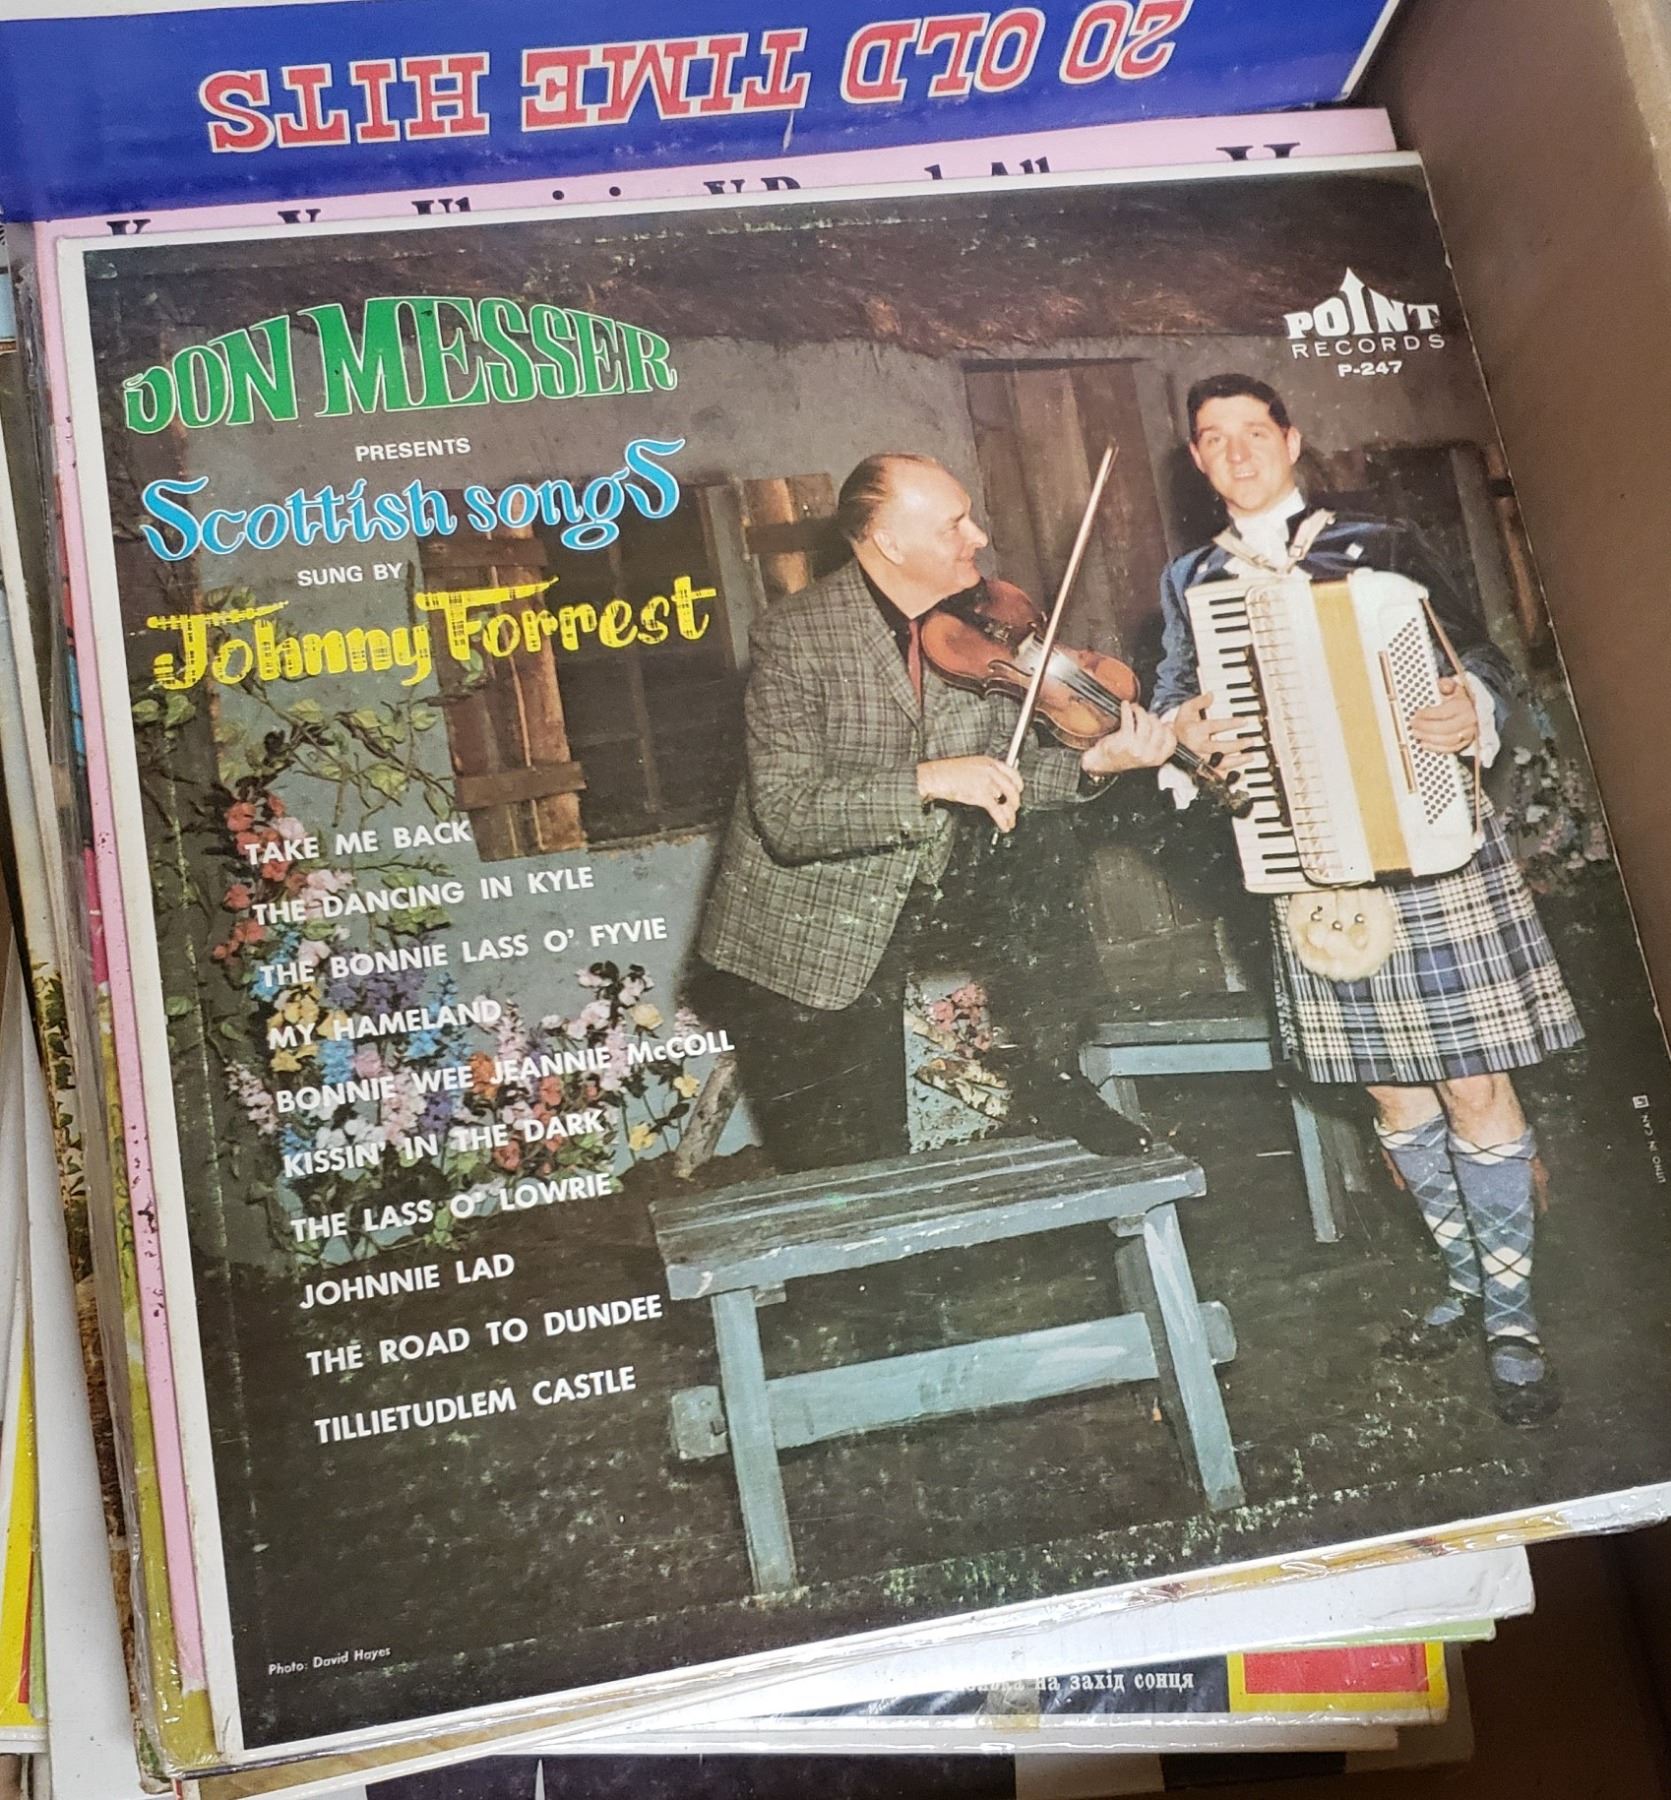 20 OLD TIME HITS
DON MESSER
PRESENTS
Scottish songs
SUNG BY
Johnny Forrest
POINT
RECORDS
P-247
TAKE ME BACK
THE DANCING IN KYLE
THE BONNIE LASS O' FYVIE
MY HAMELAND
BONNIE WEE JEANNIE McCOLL
KISSIN' IN THE DARK
THE LASS O' LOWRIE
JOHNNIE LAD
THE ROAD TO DUNDEE
TILLIETUDLEM CASTLE
Photo: David Hayes
на захід сонця